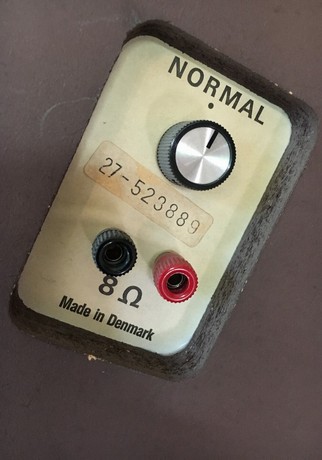 NORMAL
27-523889
8 Ω
Made in Denmark